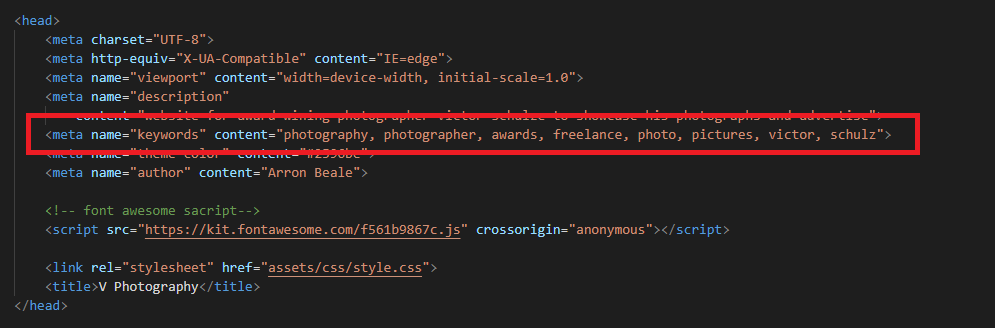 <head>
<meta charset="UTF-8">
<meta http-equiv="X-UA-Compatible" content="IE=edge">
<meta name="viewport" content="width=device-width, initial-scale=1.0">
<meta name="description"
content="website for award wining photographer victor schulze to showcase his photographs and advertise">
<meta name="keywords" content="photography, photographer, awards, freelance, photo, pictures, victor, schulz">
<meta name="theme-color" content="#2596be">
<meta name="author" content="Arron Beale">
<!-- font awesome sacript-->
<script src="https://kit.fontawesome.com/f561b9867c.js" crossorigin="anonymous"></script>
<link rel="stylesheet" href="assets/css/style.css">
<title>V Photography</title>
</head>